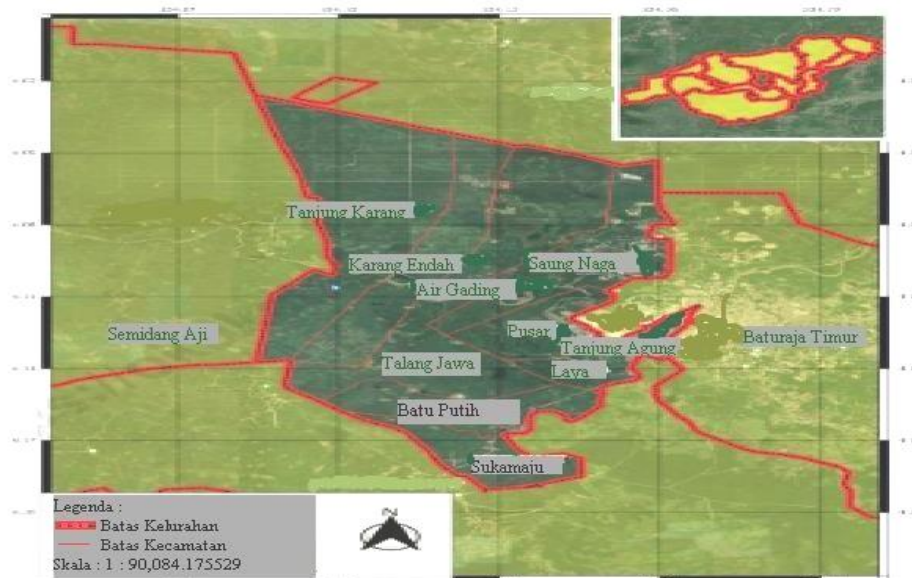 Tanjung Karang
Karang Endah
Saung Naga
Air Gading
Semidang Aji
Pusar
Tanjung Agung
Baturaja Timur
Talang Jawa
Laya
Batu Putih
Sukamaju
N
Legenda :
Batas Kelurahan
Batas Kecamatan
Skala : 1 : 90,084.175529